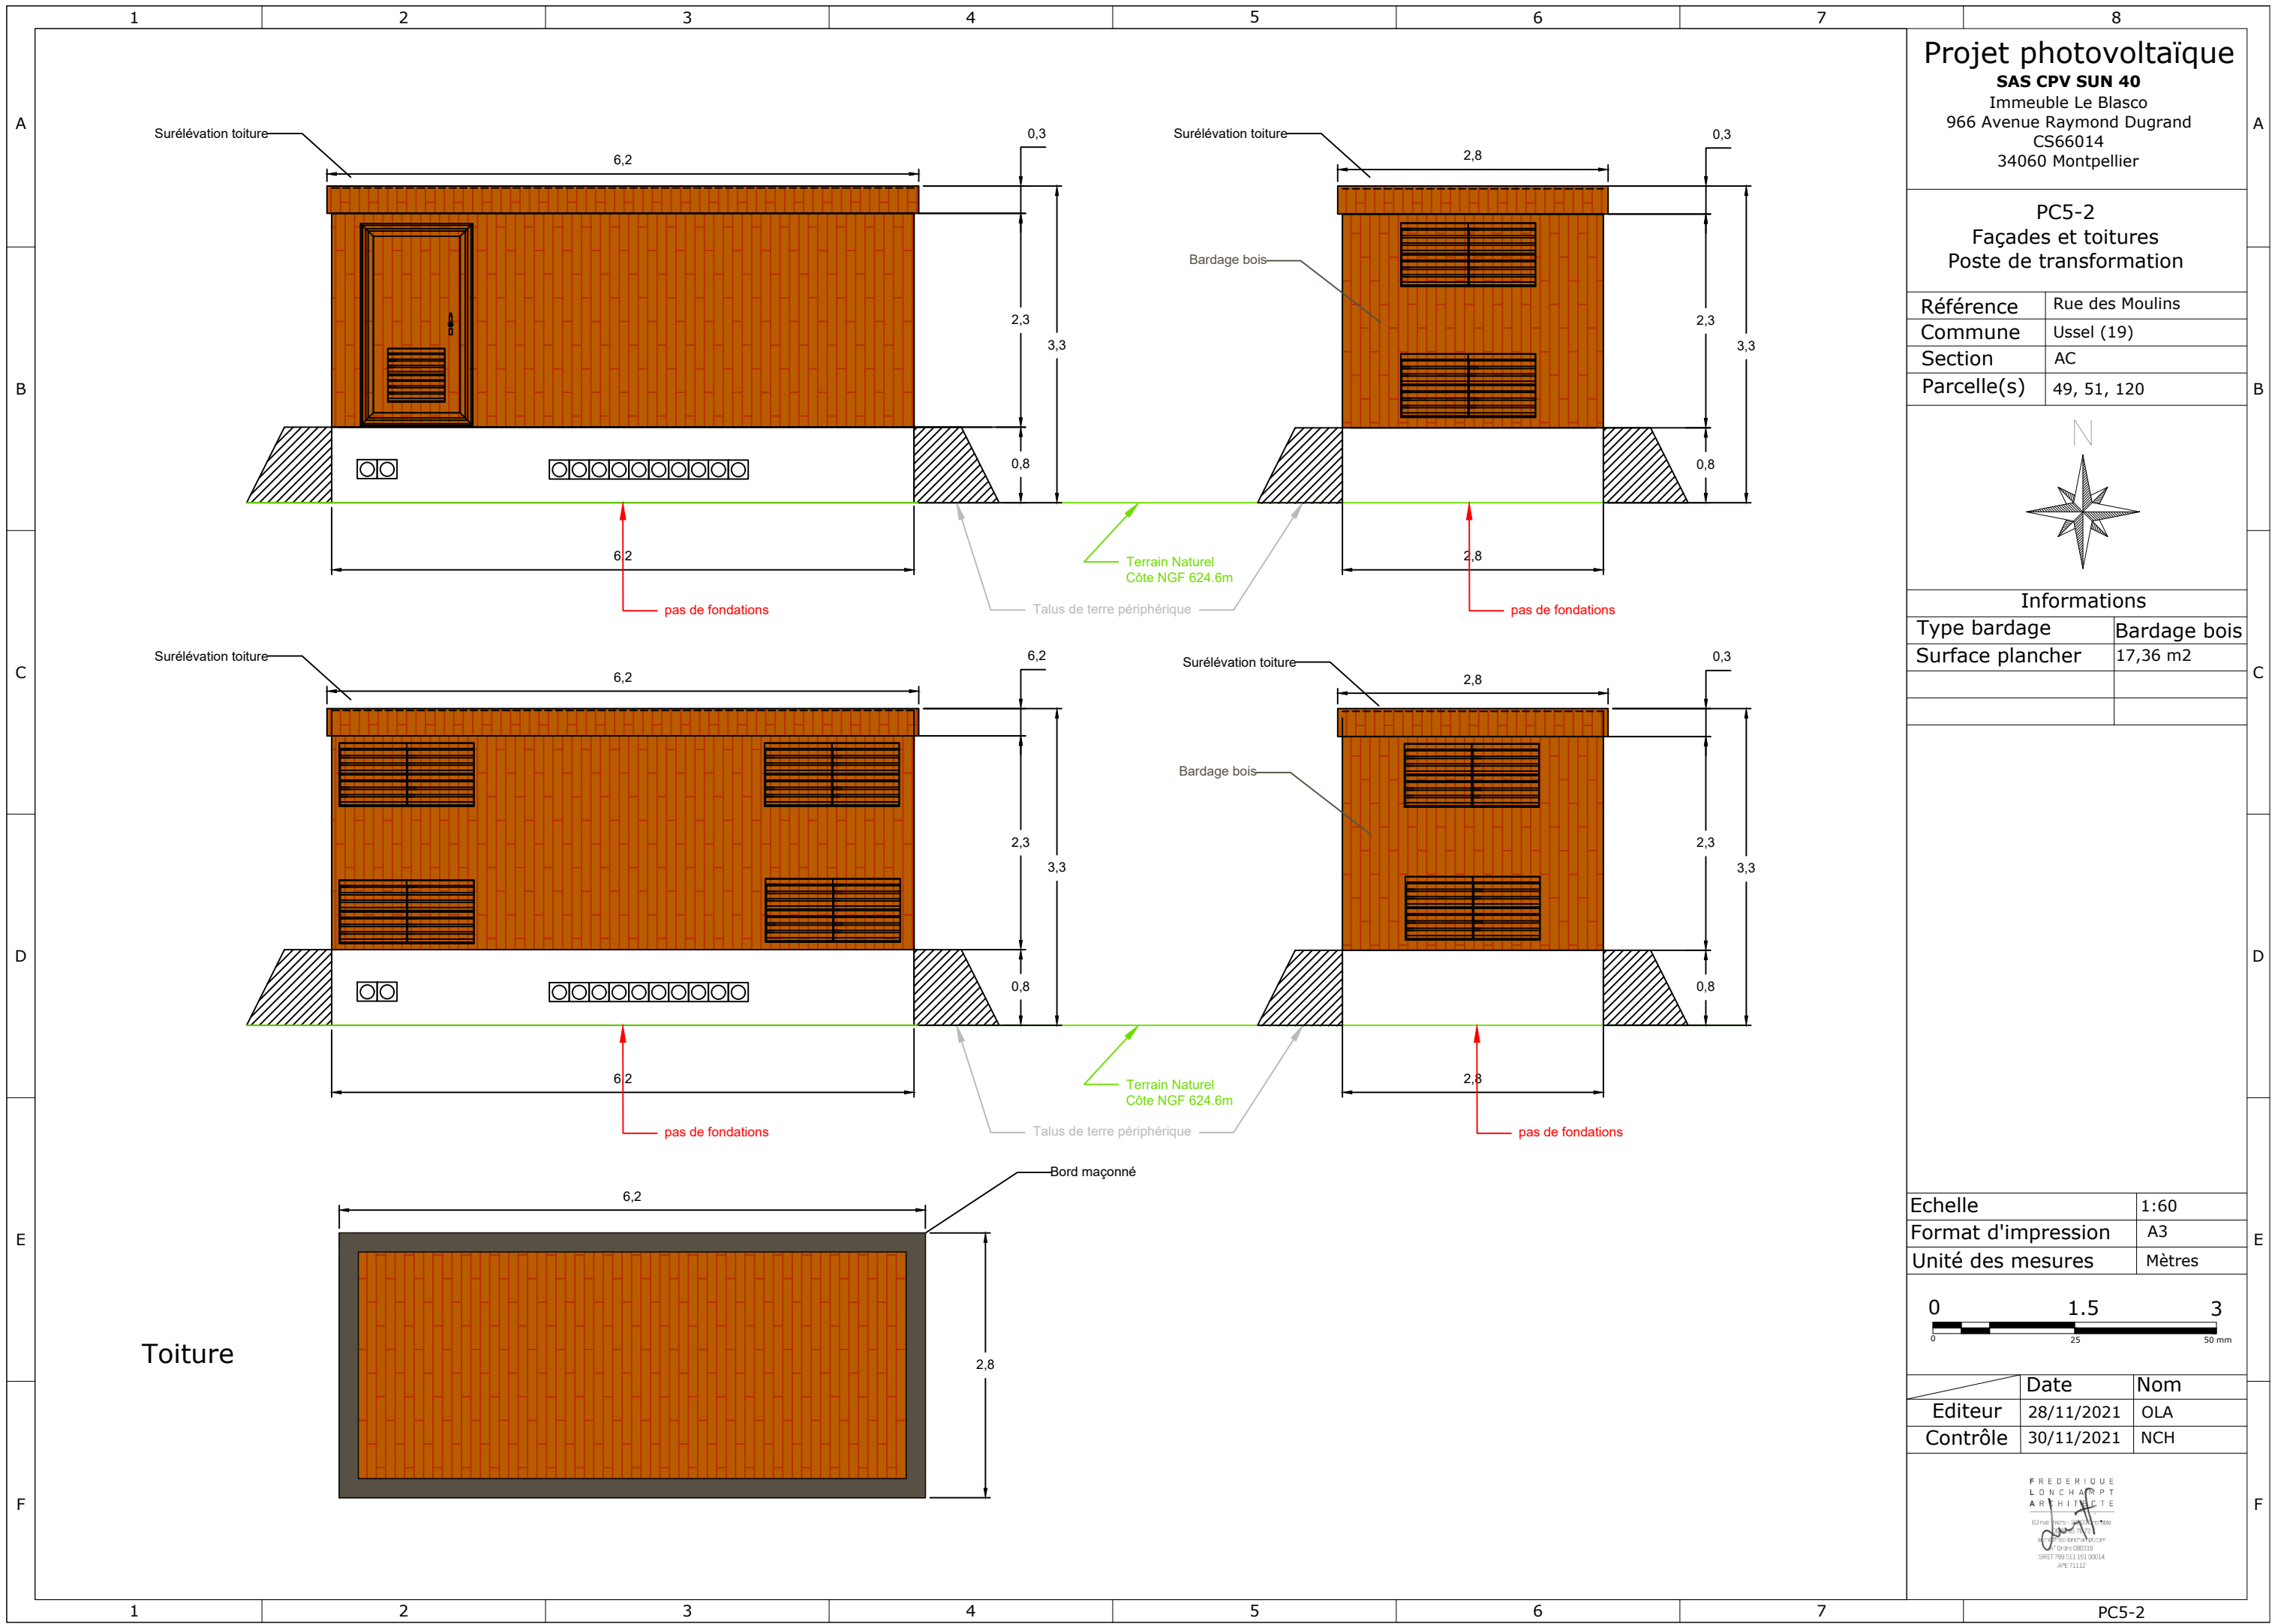 1 2 3 4 5 6 7 8
A
B
C
D
E
F
Surélévation toiture
6,2
0,3
2,3
3,3
0,8
6,2
pas de fondations
Surélévation toiture
2,8
0,3
Bardage bois
2,3
3,3
0,8
2,8
pas de fondations
Terrain Naturel
Côte NGF 624.6m
Talus de terre périphérique
Surélévation toiture
6,2
6,2
2,3
3,3
0,8
6,2
pas de fondations
Surélévation toiture
2,8
0,3
Bardage bois
2,3
3,3
0,8
2,8
pas de fondations
Terrain Naturel
Côte NGF 624.6m
Talus de terre périphérique
Bord maçonné
6,2
2,8
Toiture
Projet photovoltaïque
SAS CPV SUN 40
Immeuble Le Blasco
966 Avenue Raymond Dugrand
CS66014
34060 Montpellier
PC5-2
Façades et toitures
Poste de transformation
Référence Rue des Moulins
Commune Ussel (19)
Section AC
Parcelle(s) 49, 51, 120
N
Informations
Type bardage Bardage bois
Surface plancher 17,36 m2
Echelle 1:60
Format d'impression A3
Unité des mesures Mètres
0 1.5 3
0 25 50 mm
Date Nom
Editeur 28/11/2021 OLA
Contrôle 30/11/2021 NCH
FREDERIQUE
LONCHAMPT
ARCHITECTE
APE 7111Z
A
B
C
D
E
F
1 2 3 4 5 6 7
PC5-2